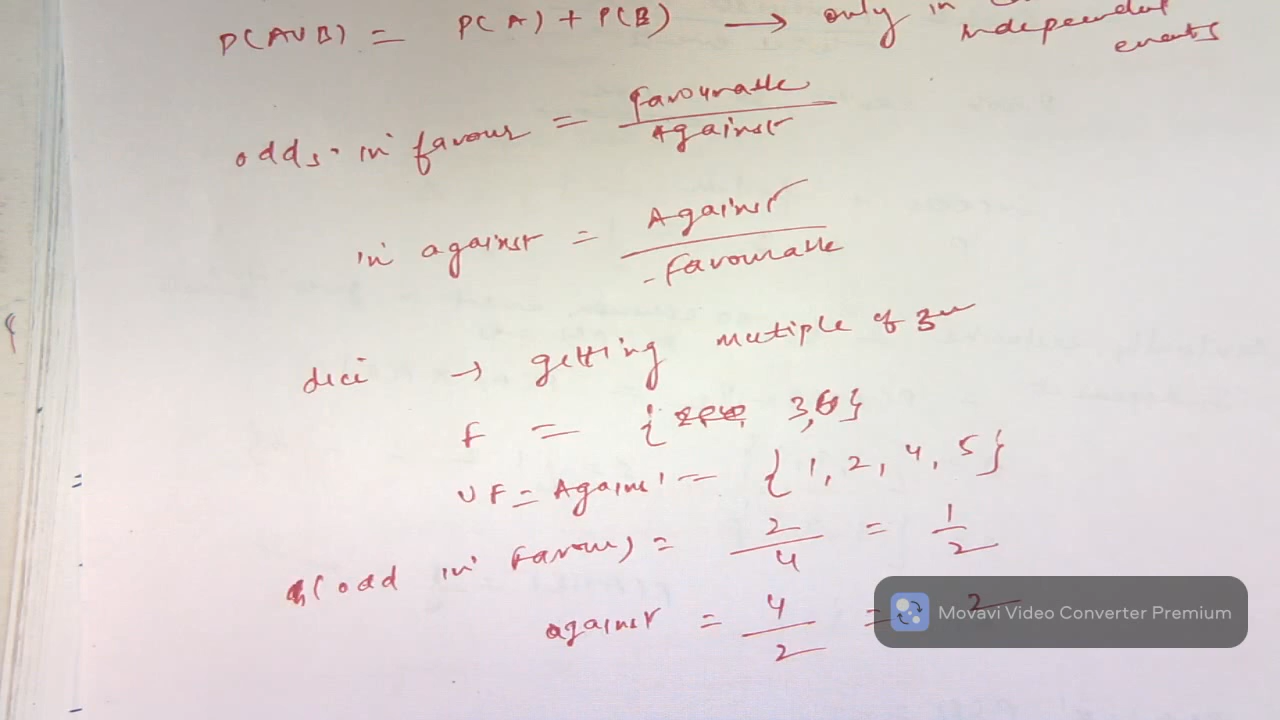 P(AUB) = P(A) + P(B) → only in
independent
events
odds in favour = Favourable / Against
in against = Against / Favourable
dici → getting multiple of 3
F = { 3,6}
UF = Against = { 1, 2, 4, 5 }
(odd in Favour) = 2/4 = 1/2
against = 4/2 = 2
Movavi Video Converter Premium